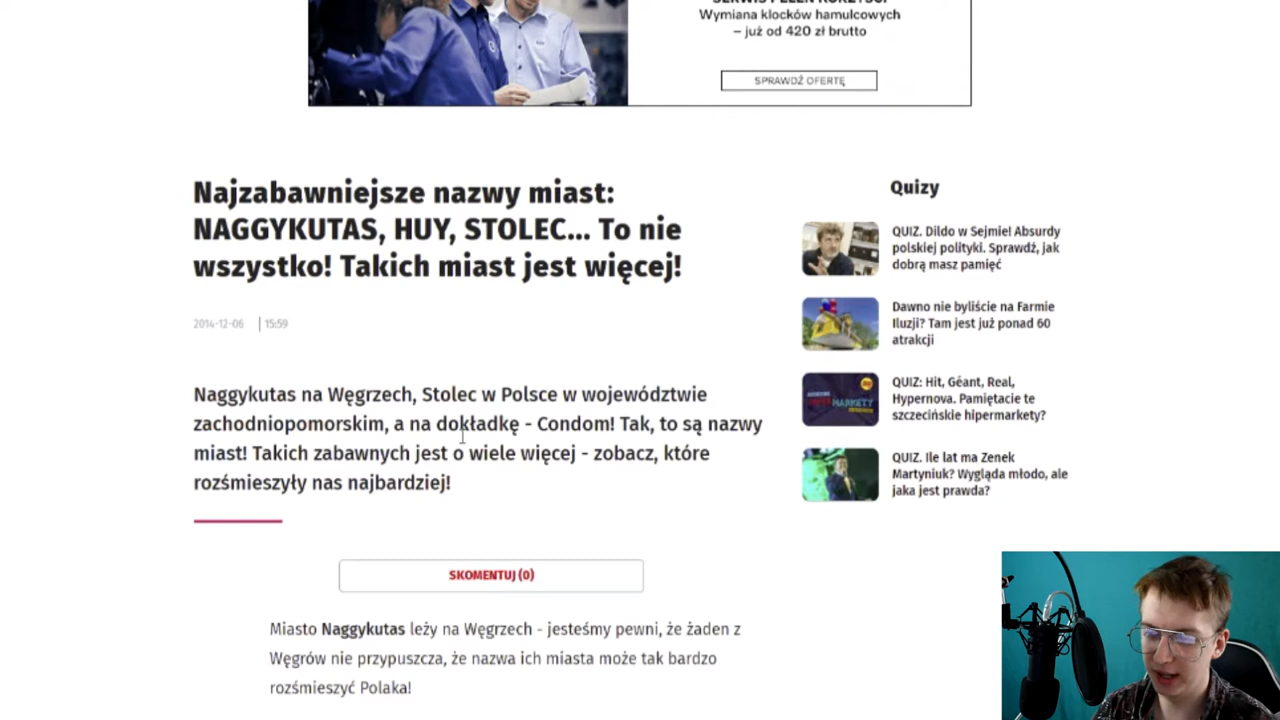 Wymiana klocków hamulcowych
– już od 420 zł brutto
SPRAWDŹ OFERTĘ
Najzabawniejsze nazwy miast:
NAGGYKUTAS, HUY, STOLEC... To nie
wszystko! Takich miast jest więcej!
2014-12-06 | 15:59
Naggykutas na Węgrzech, Stolec w Polsce w województwie
zachodniopomorskim, a na dokładkę - Condom! Tak, to są nazwy
miast! Takich zabawnych jest o wiele więcej - zobacz, które
rozśmieszyły nas najbardziej!
SKOMENTUJ (0)
Miasto Naggykutas leży na Węgrzech - jesteśmy pewni, że żaden z
Węgrów nie przypuszcza, że nazwa ich miasta może tak bardzo
rozśmieszyć Polaka!
Quizy
QUIZ. Dildo w Sejmie! Absurdy
polskiej polityki. Sprawdź, jak
dobrą masz pamięć
Dawno nie byliście na Farmie
Iluzji? Tam jest już ponad 60
atrakcji
QUIZ: Hit, Géant, Real,
Hypernova. Pamiętacie te
szczecińskie hipermarkety?
QUIZ. Ile lat ma Zenek
Martyniuk? Wygląda młodo, ale
jaka jest prawda?